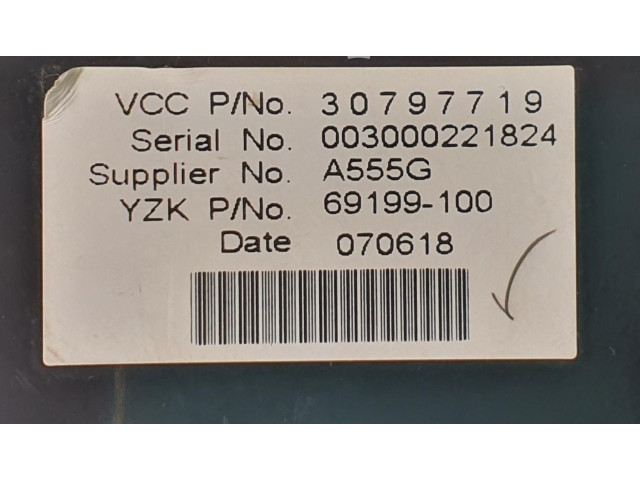 VCC P/No. 30797719
Serial No. 003000221824
Supplier No. A555G
YZK P/No. 69199-100
Date 070618